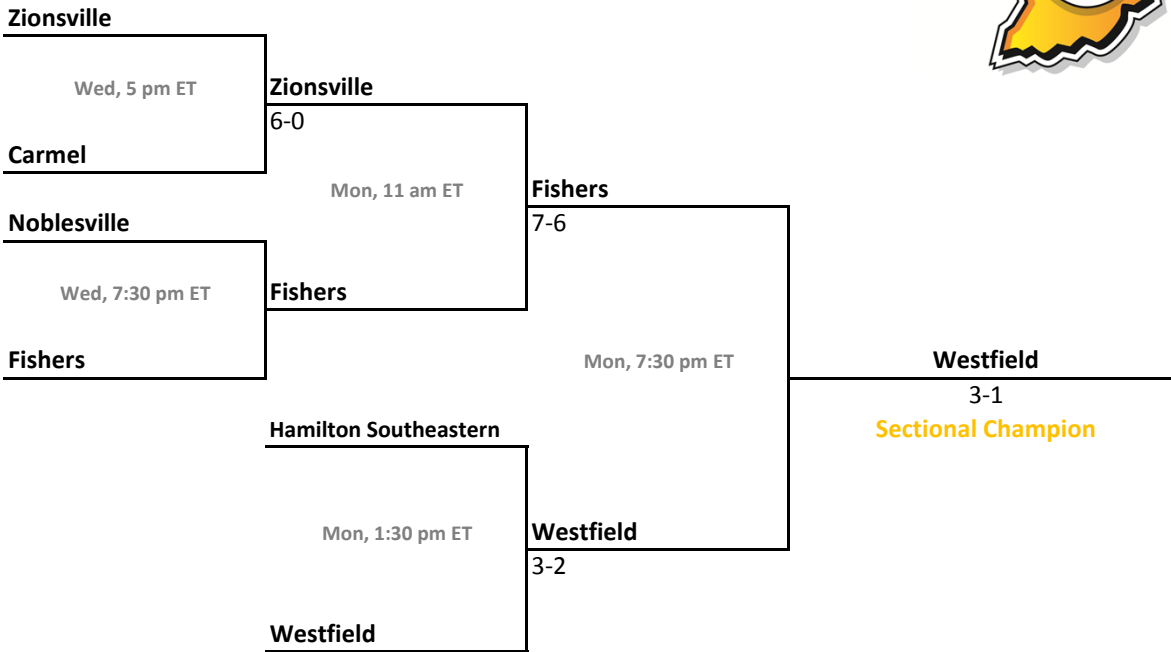 Zionsville
Wed, 5 pm ET
Zionsville
6-0
Carmel
Mon, 11 am ET
Fishers
7-6
Noblesville
Wed, 7:30 pm ET
Fishers
Fishers
Mon, 7:30 pm ET
Westfield
3-1
Sectional Champion
Hamilton Southeastern
Mon, 1:30 pm ET
Westfield
3-2
Westfield